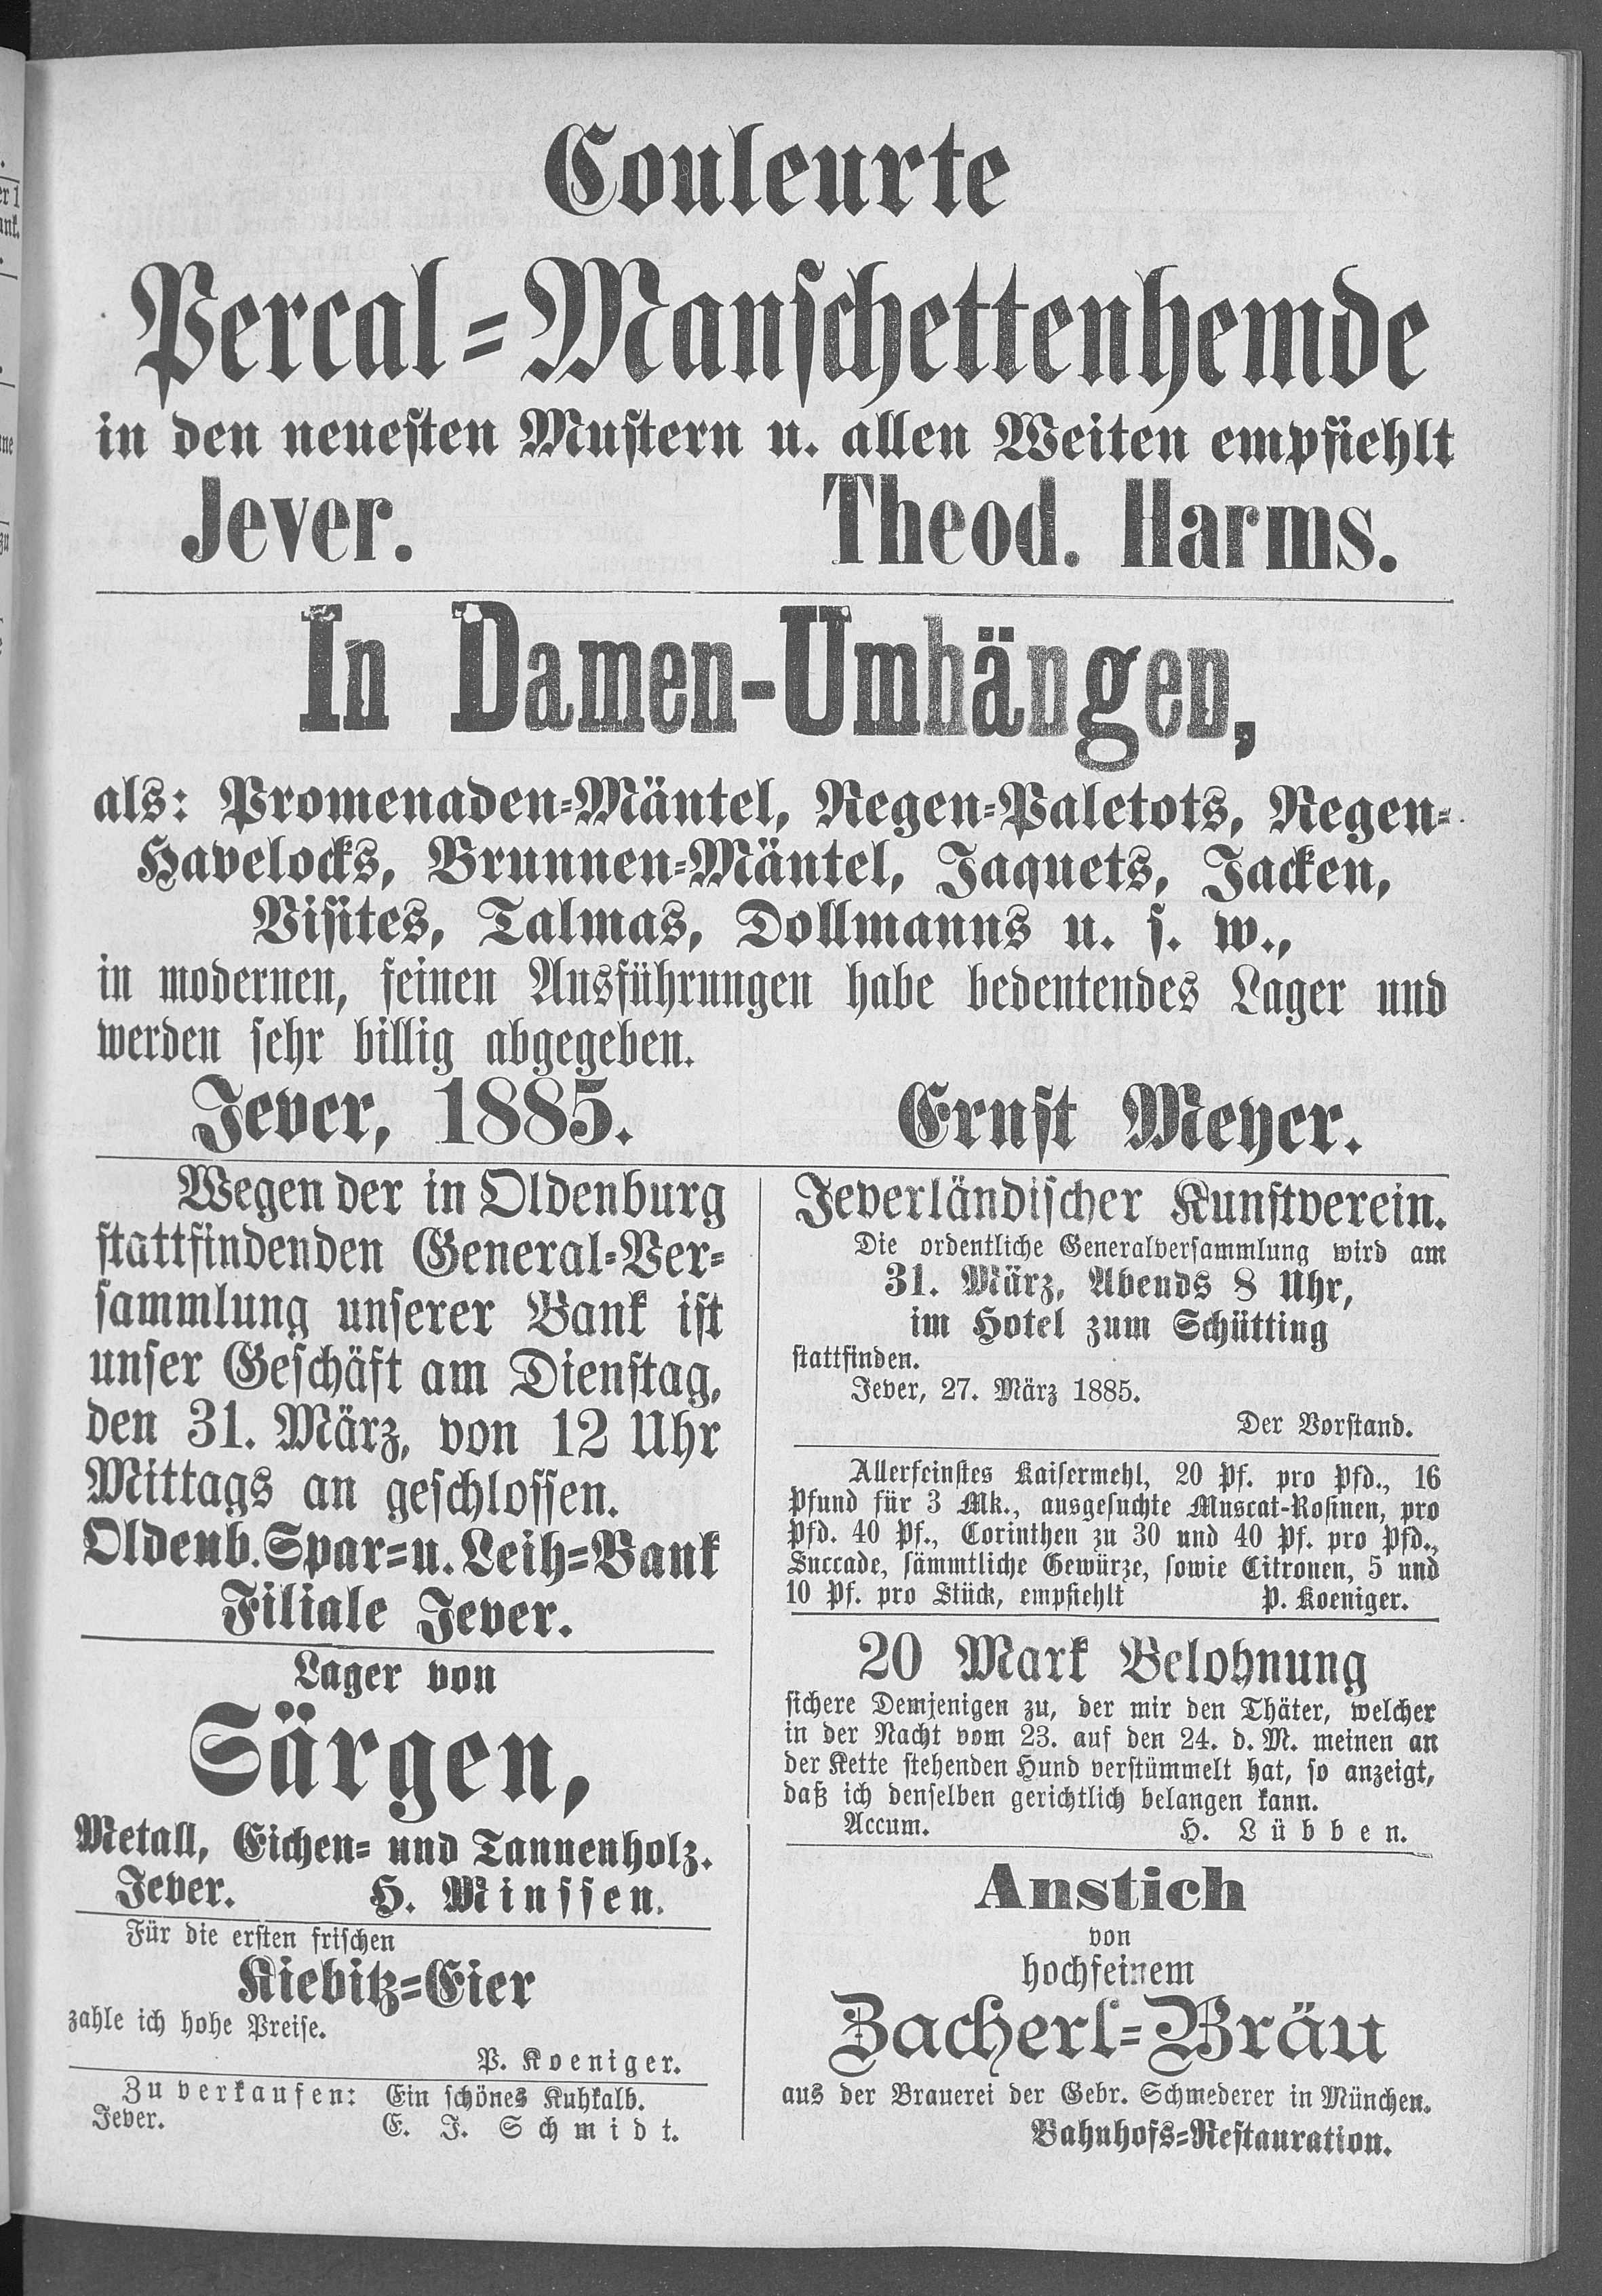 Couleurte
Percal-Manschettenhemde
in den neuesten Mustern u. allen Weiten empfiehlt
Jever. Theod. Harms.
In Damen-Umhängen,
als: Promenaden-Mäntel, Regen-Paletots, Regen-
Havelocks, Brunnen-Mäntel, Jaquets, Jacken,
Visites, Talmas, Dollmanns u. s. w.,
in modernen, feinen Ausführungen habe bedeutendes Lager und
werden sehr billig abgegeben.
Jever, 1885. Ernst Meyer.
Wegen der in Oldenburg
stattfindenden General-Ver-
sammlung unserer Bank ist
unser Geschäft am Dienstag,
den 31. März, von 12 Uhr
Mittags an geschlossen.
Oldenb. Spar-u. Leih-Bank
Filiale Jever.
Lager von
Särgen,
Metall, Eichen- und Tannenholz.
Jever. H. Minssen.
Für die ersten frischen
Kiebitz-Eier
zahle ich hohe Preise.
P. Koeniger.
Zu verkaufen: Ein schönes Kuhkalb.
Jever. E. J. Schmidt.
Jeverländischer Kunstverein.
Die ordentliche Generalversammlung wird am
31. März, Abends 8 Uhr,
im Hotel zum Schütting
stattfinden.
Jever, 27. März 1885.
Der Vorstand.
Allerfeinstes Kaisermehl, 20 Pf. pro Pfd., 16
Pfund für 3 Mk., ausgesuchte Muscat-Rosinen, pro
Pfd. 40 Pf., Corinthen zu 30 und 40 Pf. pro Pfd.,
Succade, sämmtliche Gewürze, sowie Citronen, 5 und
10 Pf. pro Stück, empfiehlt P. Koeniger.
20 Mark Belohnung
sichere Demjenigen zu, der mir den Thäter, welcher
in der Nacht vom 23. auf den 24. d. M. meinen an
der Kette stehenden Hund verstümmelt hat, so anzeigt,
daß ich denselben gerichtlich belangen kann.
Accum. H. Lübben.
Anstich
von
hochfeinem
Zacherl-Bräu
aus der Brauerei der Gebr. Schmederer in München.
Bahnhofs-Restauration.